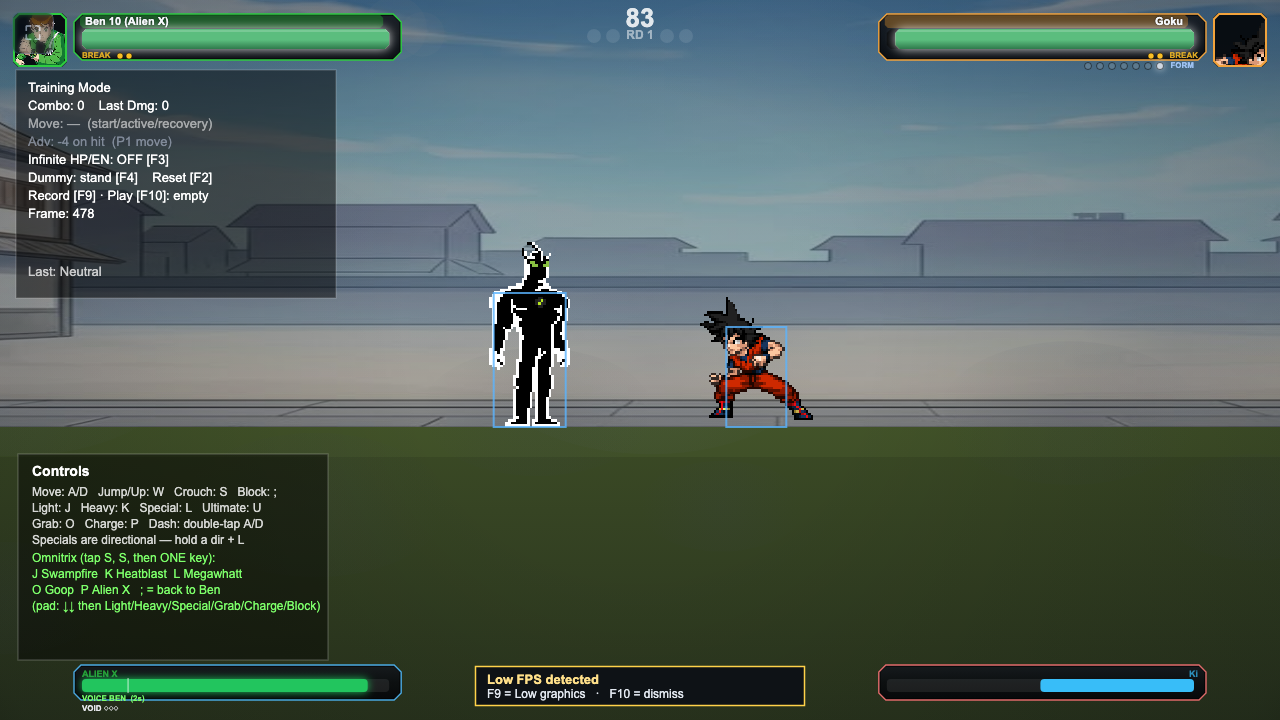 Ben 10 (Alien X)
BREAK
83
RD 1
Goku
BREAK
FORM
Training Mode
Combo: 0 Last Dmg: 0
Move: — (start/active/recovery)
Adv: -4 on hit (P1 move)
Infinite HP/EN: OFF [F3]
Dummy: stand [F4] Reset [F2]
Record [F9] · Play [F10]: empty
Frame: 478
Last: Neutral
Controls
Move: A/D Jump/Up: W Crouch: S Block: ;
Light: J Heavy: K Special: L Ultimate: U
Grab: O Charge: P Dash: double-tap A/D
Specials are directional — hold a dir + L
Omnitrix (tap S, S, then ONE key):
J Swampfire K Heatblast L Megawhatt
O Goop P Alien X ; = back to Ben
(pad: ↓↓ then Light/Heavy/Special/Grab/Charge/Block)
ALIEN X
VOICE BEN (2s)
VOID ◇◇◇
Low FPS detected
F9 = Low graphics · F10 = dismiss
Ki